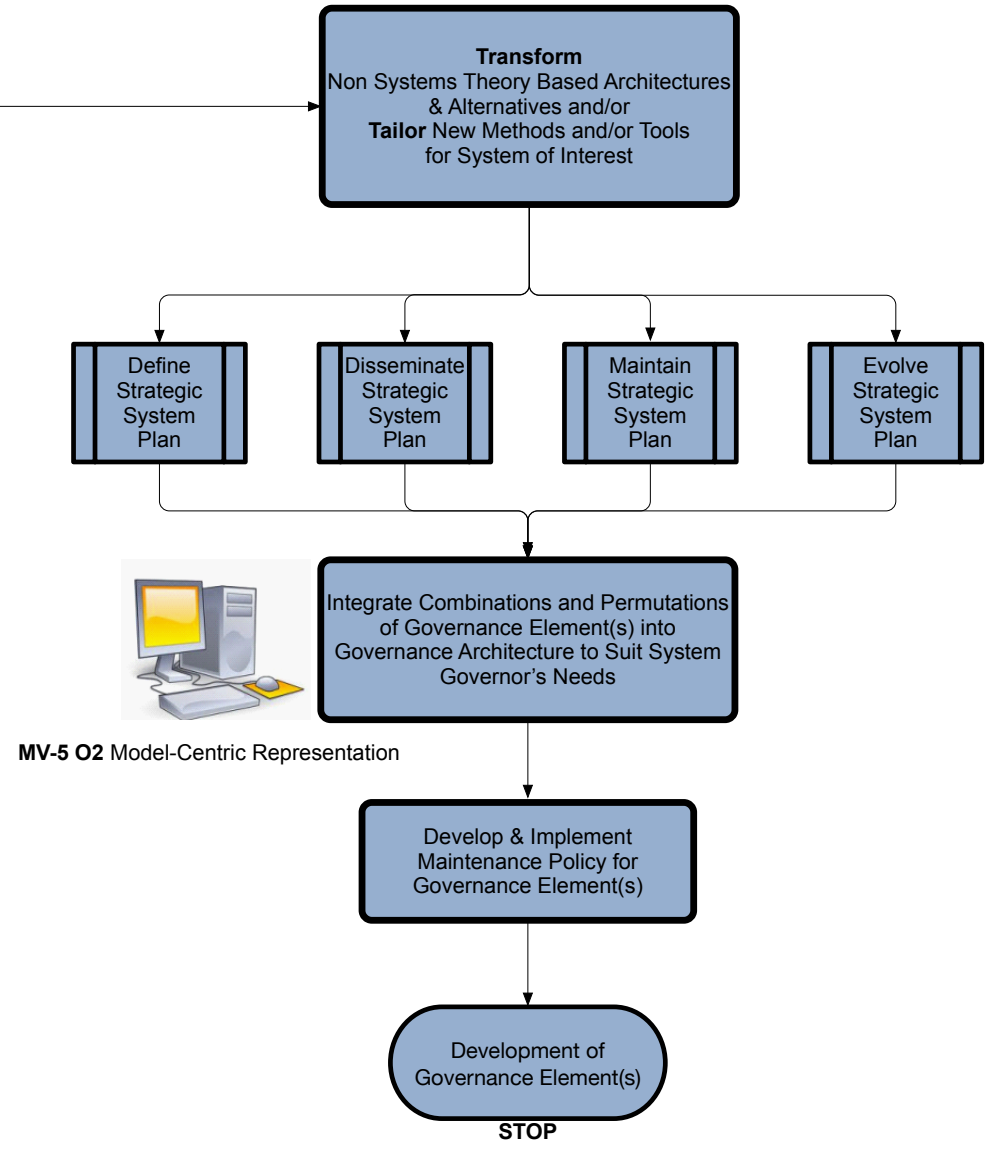 Transform
Non Systems Theory Based Architectures
& Alternatives and/or
Tailor New Methods and/or Tools
for System of Interest
Define
Strategic
System
Plan
Disseminate
Strategic
System
Plan
Maintain
Strategic
System
Plan
Evolve
Strategic
System
Plan
Integrate Combinations and Permutations
of Governance Element(s) into
Governance Architecture to Suit System
Governor's Needs
MV-5 O2 Model-Centric Representation
Develop & Implement
Maintenance Policy for
Governance Element(s)
Development of
Governance Element(s)
STOP